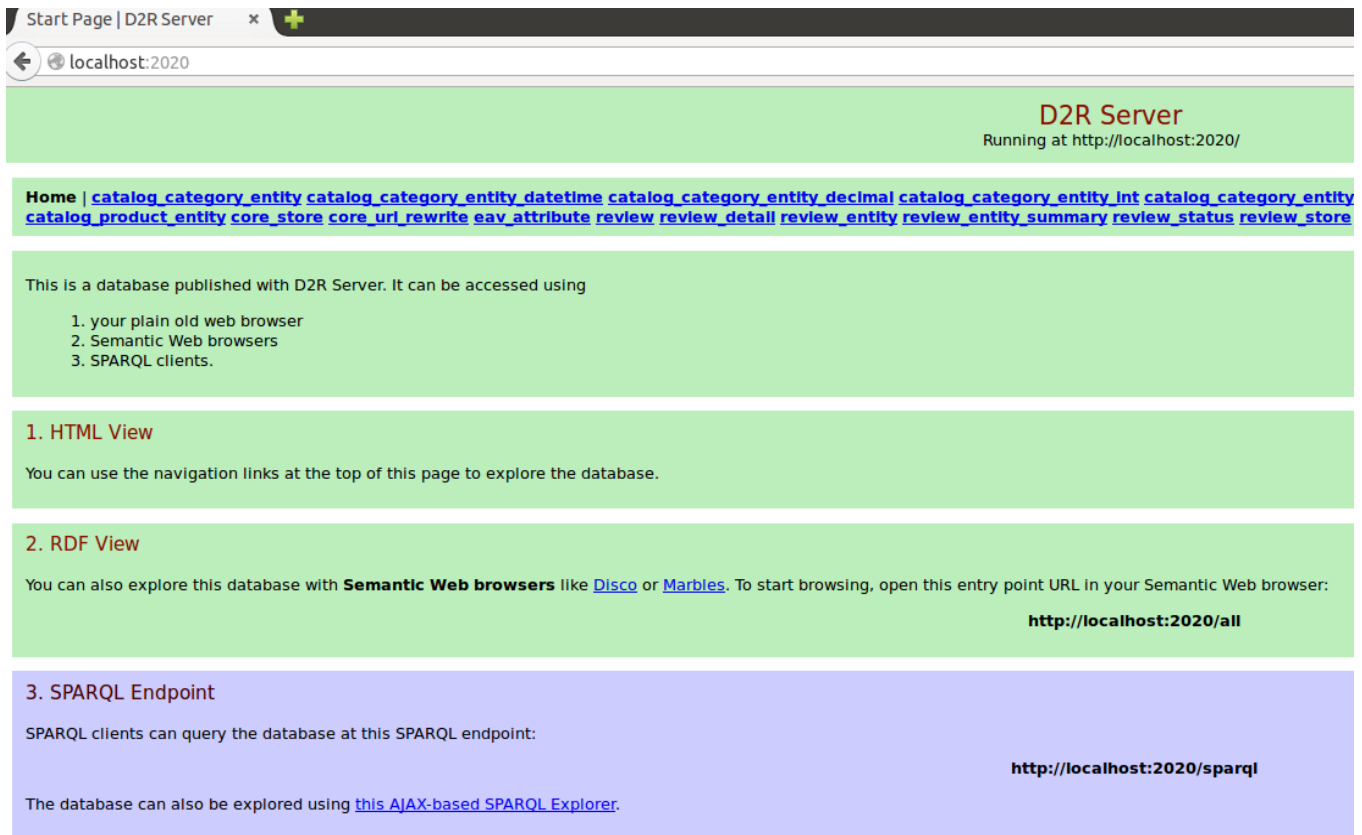 Start Page | D2R Server
localhost:2020
D2R Server
Running at http://localhost:2020/
Home | catalog_category_entity catalog_category_entity_datetime catalog_category_entity_decimal catalog_category_entity_int catalog_category_entity
catalog_product_entity core_store core_url_rewrite eav_attribute review review_detail review_entity review_entity_summary review_status review_store
This is a database published with D2R Server. It can be accessed using
1. your plain old web browser
2. Semantic Web browsers
3. SPARQL clients.
1. HTML View
You can use the navigation links at the top of this page to explore the database.
2. RDF View
You can also explore this database with Semantic Web browsers like Disco or Marbles. To start browsing, open this entry point URL in your Semantic Web browser:
http://localhost:2020/all
3. SPARQL Endpoint
SPARQL clients can query the database at this SPARQL endpoint:
http://localhost:2020/sparql
The database can also be explored using this AJAX-based SPARQL Explorer.